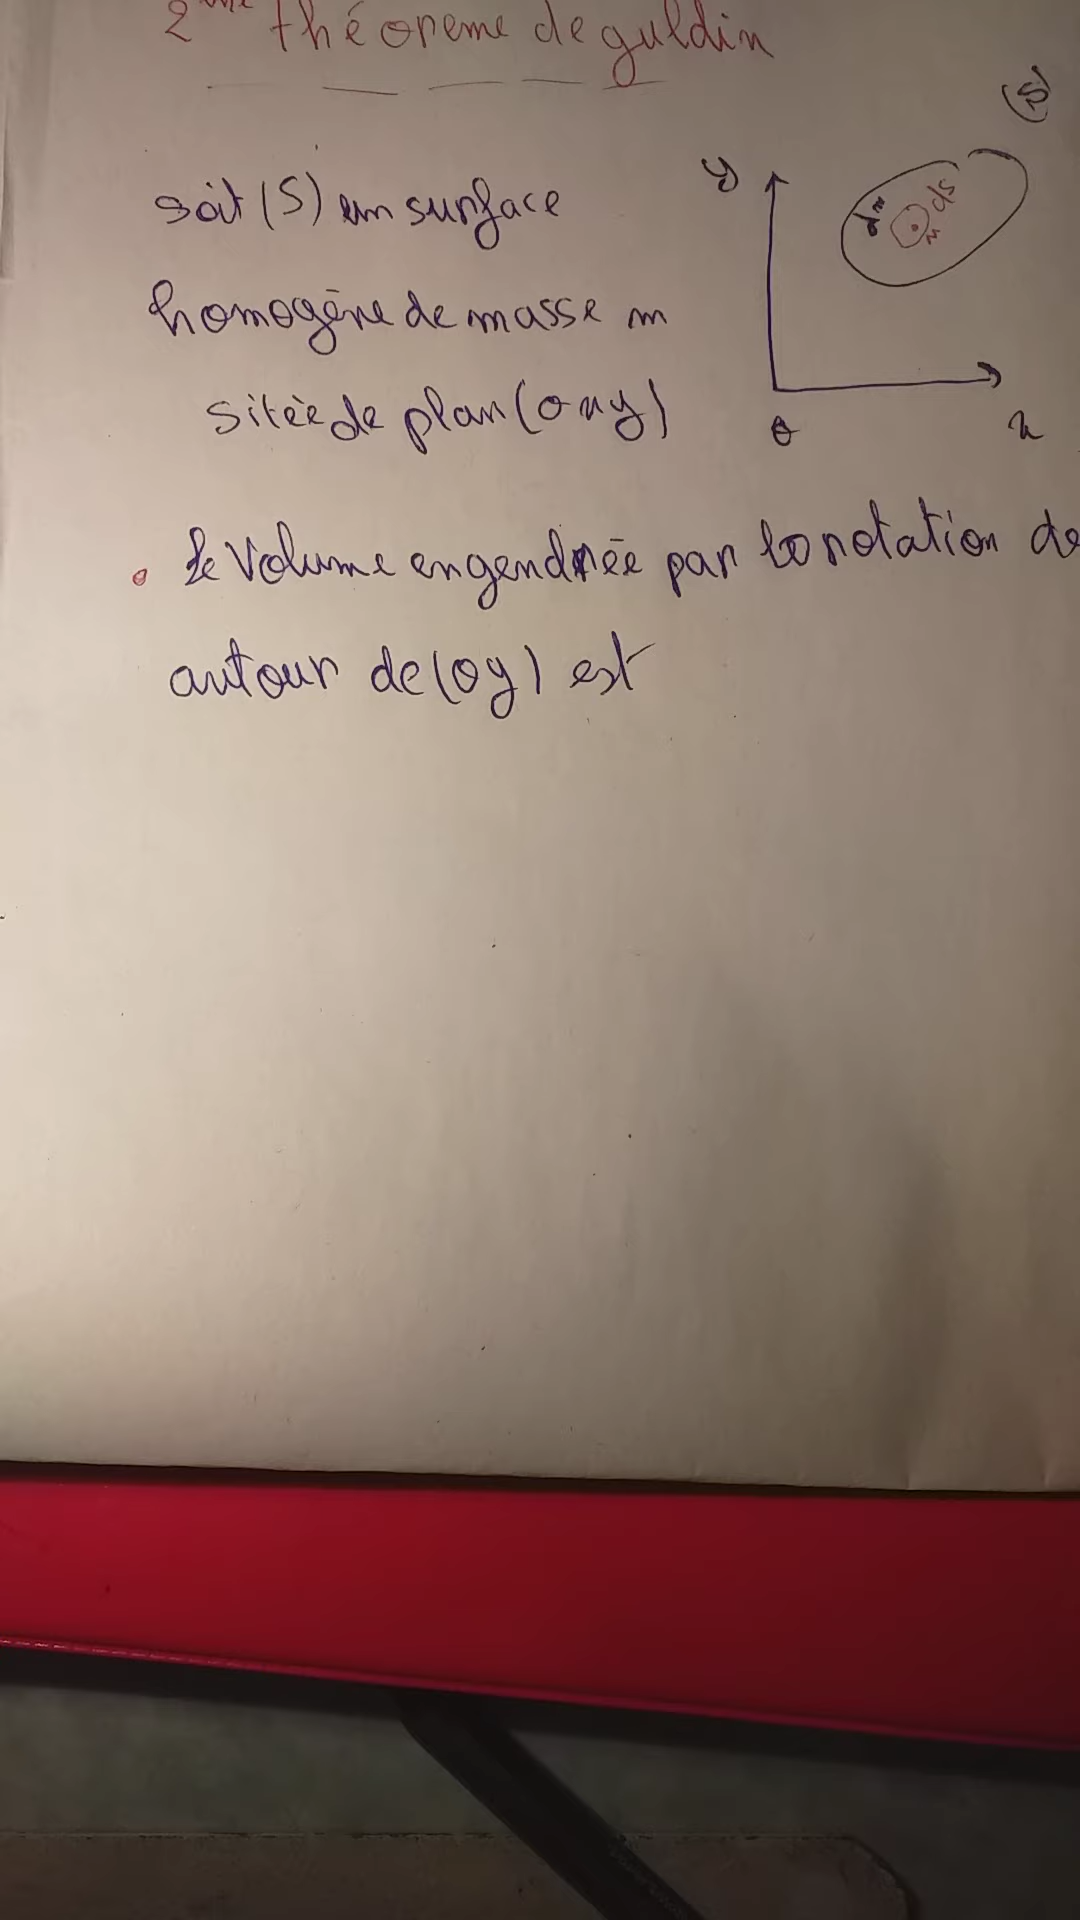 2ème théoreme de guldin
(S)
soit (S) un surface
y
dm
ds
M
homogène de masse m
sitée de plan (oxy)
o
x
. le Volume engendrée par la rotation de
autour de (oy) est